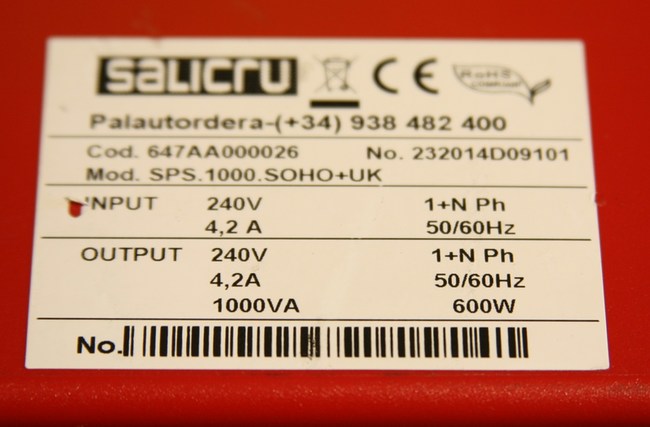 SALICRU CE RoHS
Palautordera-(+34) 938 482 400
Cod. 647AA000026 No. 232014D09101
Mod. SPS.1000.SOHO+UK
INPUT 240V 1+N Ph
4,2 A 50/60Hz
OUTPUT 240V 1+N Ph
4,2A 50/60Hz
1000VA 600W
No.